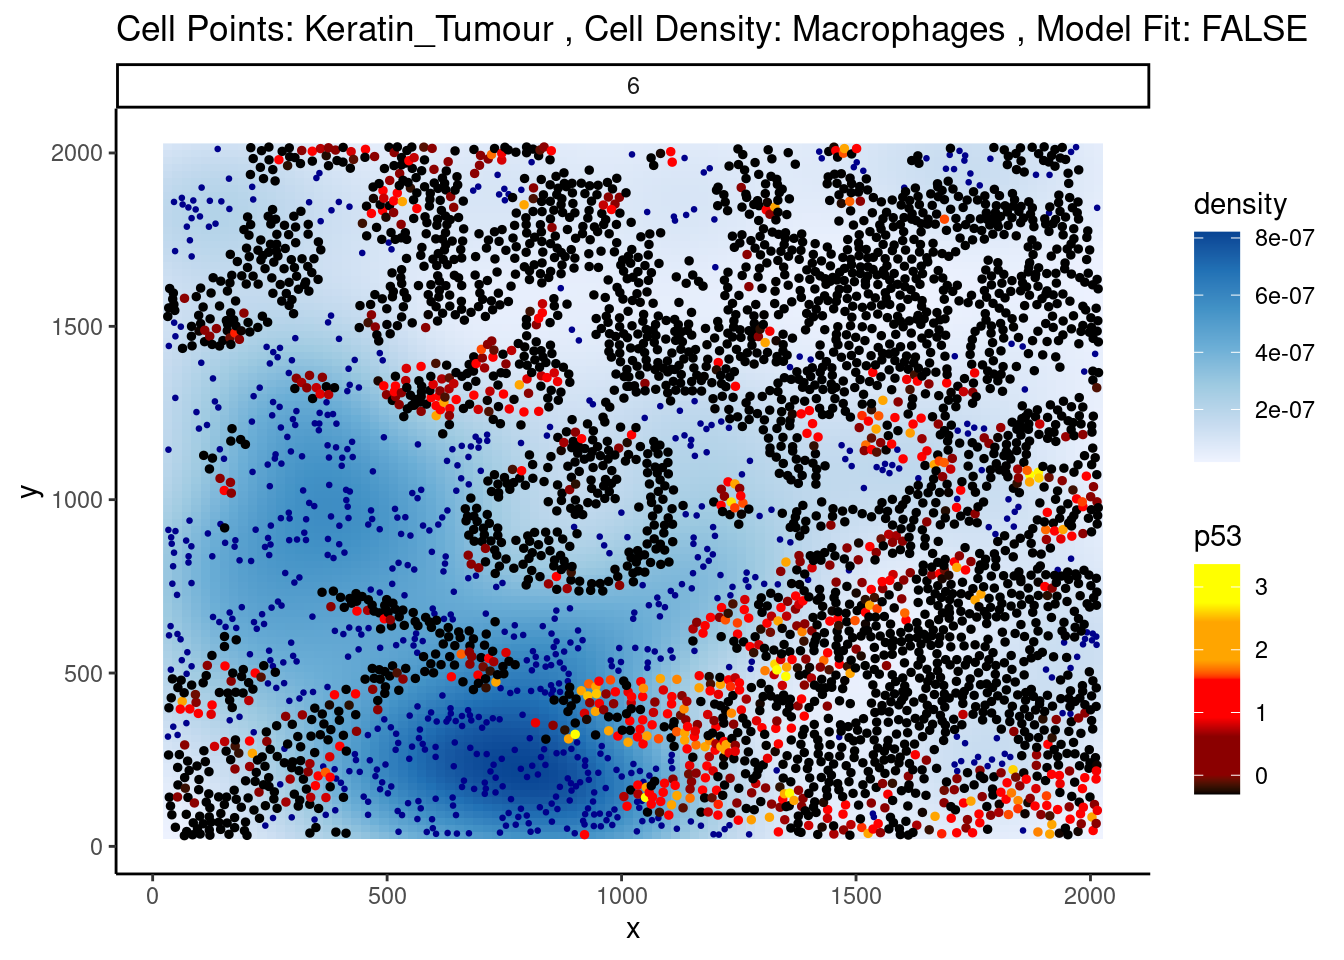 Cell Points: Keratin_Tumour , Cell Density: Macrophages , Model Fit: FALSE
6
2000
1500
1000
500
0
y
0 500 1000 1500 2000
x
density
8e-07
6e-07
4e-07
2e-07
p53
3
2
1
0